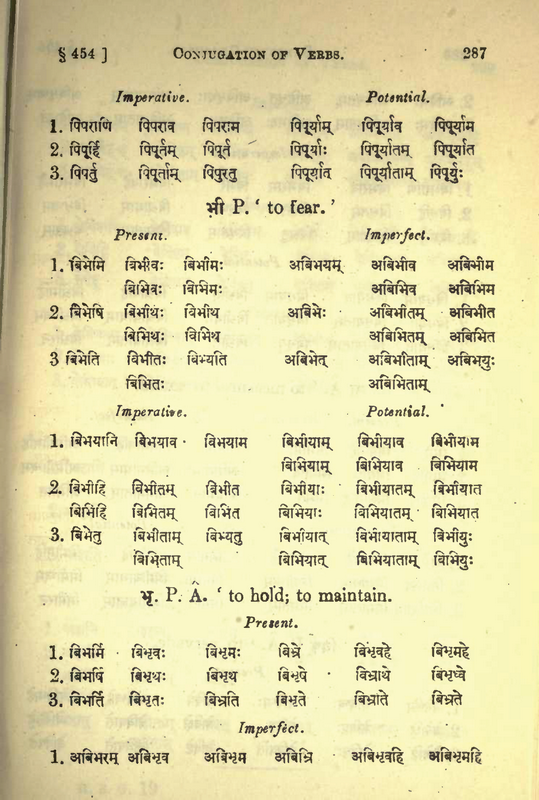 § 454 ] CONJUGATION OF VERBS. 287
Imperative. Potential.
1. पिपराणि पिपराव पिपराम पिपूर्याम् पिपूर्याव पिपूर्याम
2. पिपूर्हि पिपूर्तम् पिपूर्त पिपूर्याः पिपूर्यातम् पिपूर्यात
3. पिपर्तु पिपूर्ताम् पिपुरतु पिपूर्यात् पिपूर्याताम् पिपूर्युः
भी P. ‘ to fear. ’
Present. Imperfect.
1. बिभेमि बिभीवः बिभीमः अबिभयम् अबिभीव अबिभीम
बिभिवः बिभिमः अबिभिव अबिभिम
2. बिभेषि बिभीथः बिभीथ अबिभेः अबिभीतम् अबिभीत
बिभिथः बिभिथ अबिभितम् अबिभित
3 बिभेति बिभीतः बिभ्यति अबिभेत् अबिभीताम् अबिभयुः
बिभितः अबिभिताम्
Imperative. Potential.
1. बिभयानि बिभयाव बिभयाम बिभीयाम् बिभीयाव बिभीयाम
बिभियाम् बिभियाव बिभियाम
2. बिभीहि बिभीतम् बिभीत बिभीयाः बिभीयातम् बिभीयात
बिभिहि बिभितम् बिभित बिभियाः बिभियातम् बिभियात
3. बिभेतु बिभीताम् बिभ्यतु बिभीयात् बिभीयाताम् बिभीयुः
बिभिताम् बिभियात् बिभियाताम् बिभियुः
भृ. P. Â. ‘ to hold; to maintain.
Present.
1. बिभर्मि बिभृवः बिभृमः बिभ्रे बिभृवहे बिभृमहे
2. बिभर्षि बिभृथः बिभृथ बिभृषे बिभ्राथे बिभृध्वे
3. बिभर्ति बिभृतः बिभ्रति बिभृते बिभ्राते बिभ्रते
Imperfect.
1. अबिभरम् अबिभृव अबिभृम अबिभ्रि अबिभृवहि अबिभृमहि